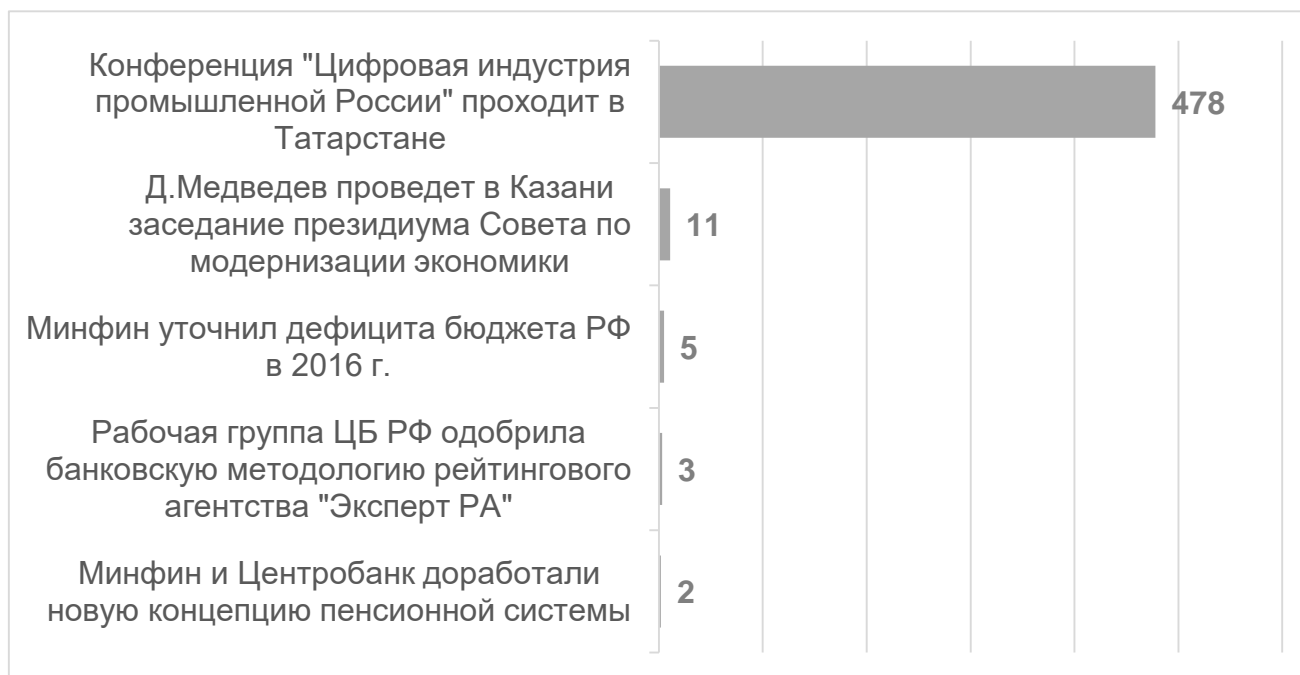 Конференция "Цифровая индустрия
промышленной России" проходит в
Татарстане
478
Д.Медведев проведет в Казани
заседание президиума Совета по
модернизации экономики
11
Минфин уточнил дефицита бюджета РФ
в 2016 г.
5
Рабочая группа ЦБ РФ одобрила
банковскую методологию рейтингового
агентства "Эксперт РА"
3
Минфин и Центробанк доработали
новую концепцию пенсионной системы
2